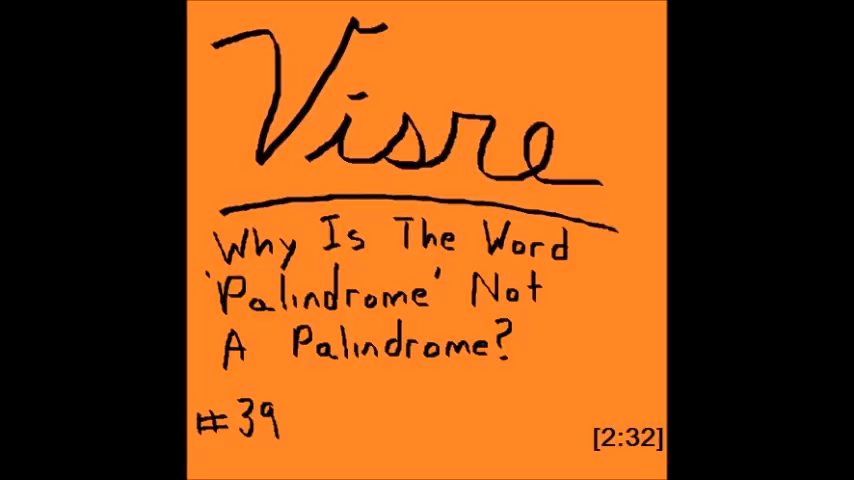 Visre
Why Is The Word
'Palindrome' Not
A Palindrome?
#39
[2:32]